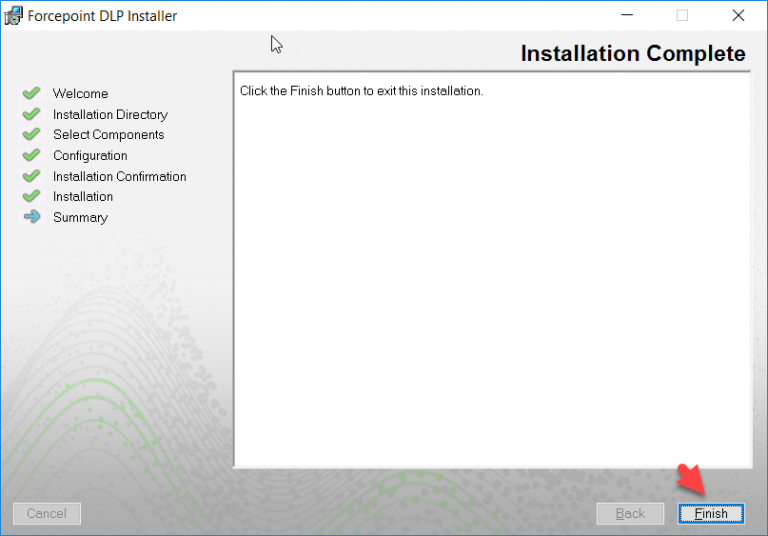 Forcepoint DLP Installer
Installation Complete
Welcome
Installation Directory
Select Components
Configuration
Installation Confirmation
Installation
Summary
Click the Finish button to exit this installation.
Cancel
Back
Finish